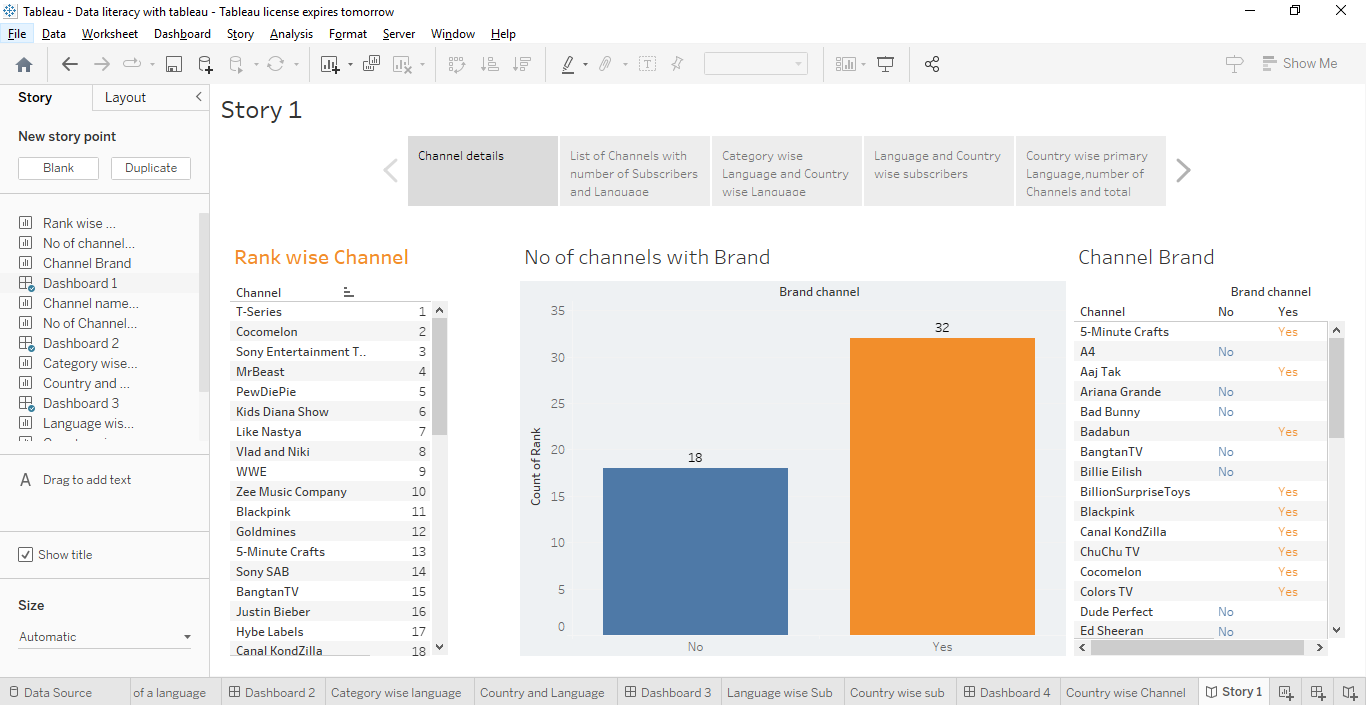 Tableau - Data literacy with tableau - Tableau license expires tomorrow
File Data Worksheet Dashboard Story Analysis Format Server Window Help
Show Me
Story Layout
New story point
Blank Duplicate
Rank wise ...
No of channel...
Channel Brand
Dashboard 1
Channel name...
No of Channel...
Dashboard 2
Category wise...
Country and ...
Dashboard 3
Language wis...
A Drag to add text
Show title
Size
Automatic
Story 1
Channel details
List of Channels with
number of Subscribers
and Language
Category wise
Language and Country
wise Language
Language and Country
wise subscribers
Country wise primary
Language,number of
Channels and total
Rank wise Channel
Channel
T-Series 1
Cocomelon 2
Sony Entertainment T.. 3
MrBeast 4
PewDiePie 5
Kids Diana Show 6
Like Nastya 7
Vlad and Niki 8
WWE 9
Zee Music Company 10
Blackpink 11
Goldmines 12
5-Minute Crafts 13
Sony SAB 14
BangtanTV 15
Justin Bieber 16
Hybe Labels 17
Canal KondZilla 18
No of channels with Brand
Brand channel
Count of Rank
35
30
25
20
15
10
5
0
18
32
No Yes
Channel Brand
Brand channel
Channel No Yes
5-Minute Crafts Yes
A4 No
Aaj Tak Yes
Ariana Grande No
Bad Bunny No
Badabun Yes
BangtanTV No
Billie Eilish No
BillionSurpriseToys Yes
Blackpink Yes
Canal KondZilla Yes
ChuChu TV Yes
Cocomelon Yes
Colors TV Yes
Dude Perfect No
Ed Sheeran No
Data Source of a language Dashboard 2 Category wise language Country and Language Dashboard 3 Language wise Sub Country wise sub Dashboard 4 Country wise Channel Story 1